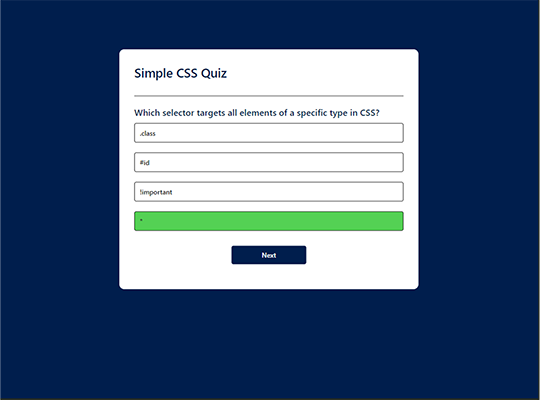 Simple CSS Quiz
Which selector targets all elements of a specific type in CSS?
.class
#id
!important
*
Next